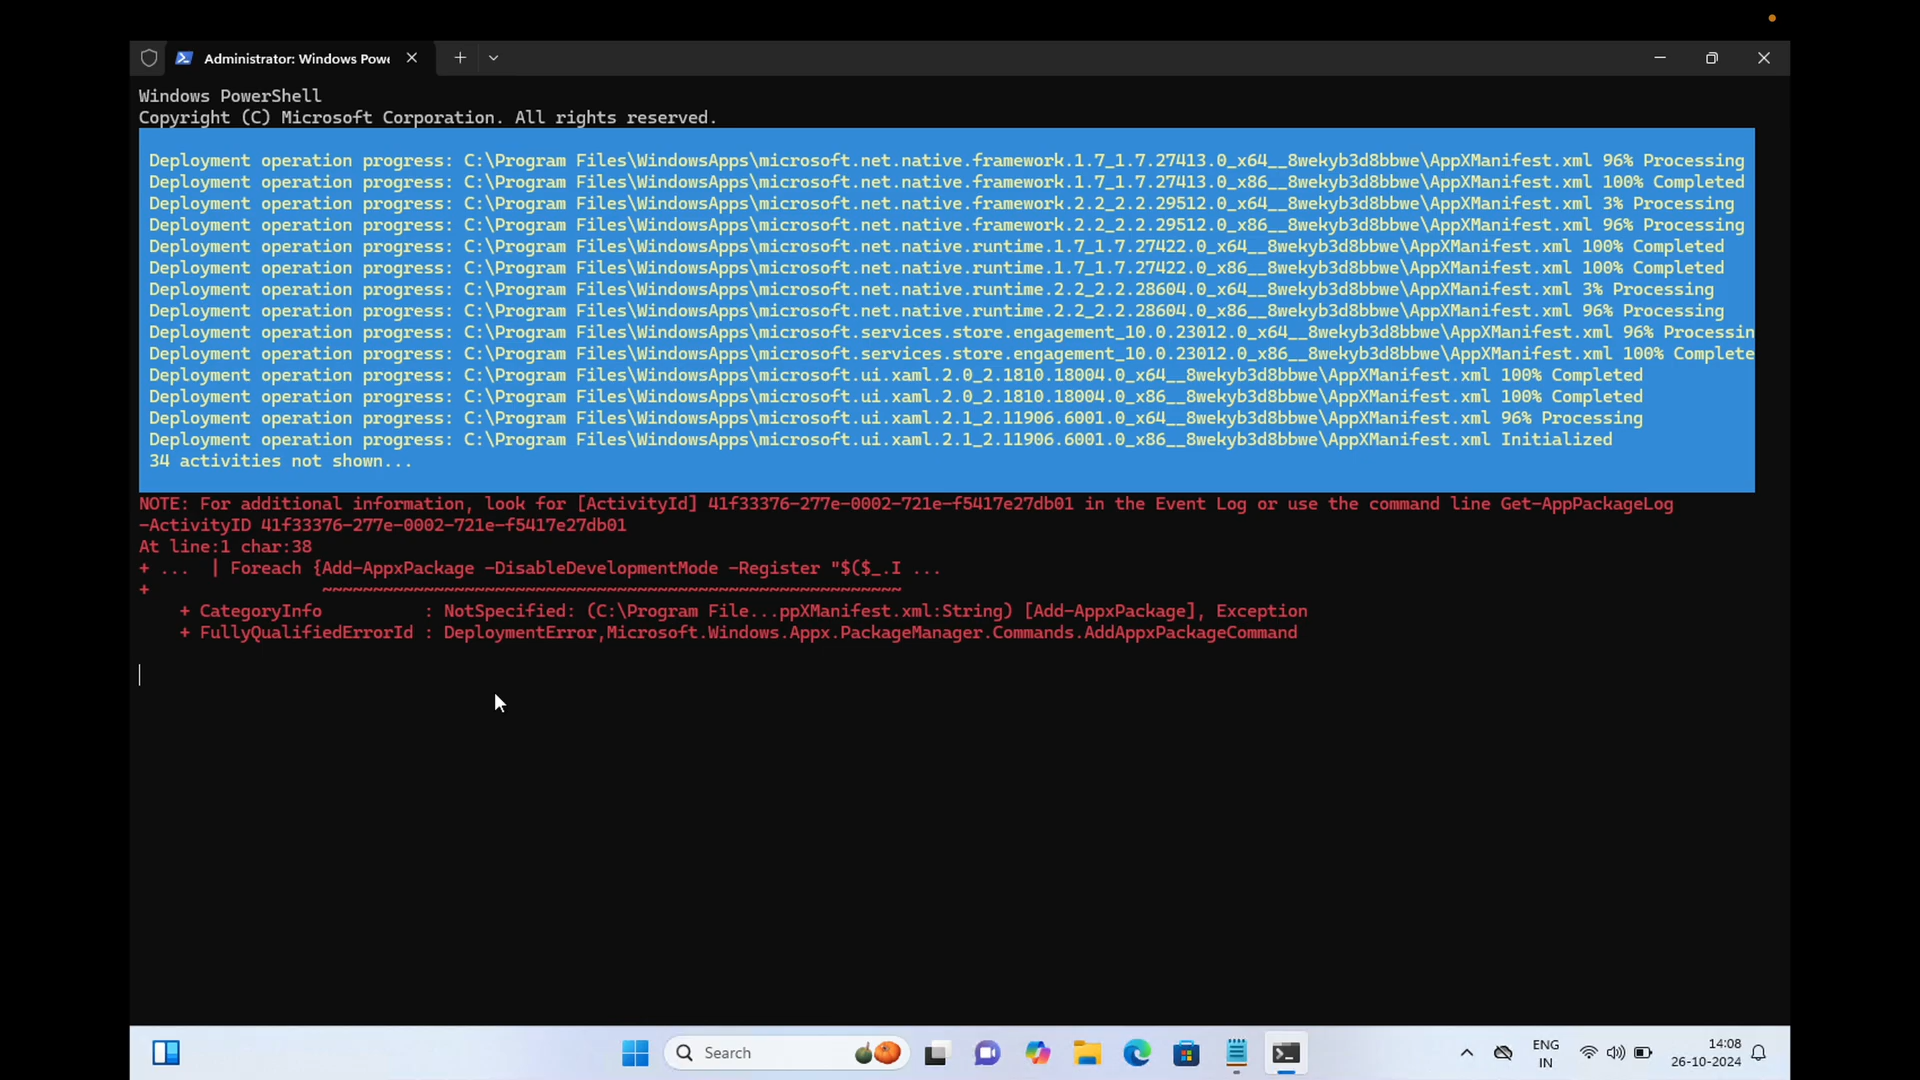 Administrator: Windows Powe
Windows PowerShell
Copyright (C) Microsoft Corporation. All rights reserved.
Deployment operation progress: C:\Program Files\WindowsApps\microsoft.net.native.framework.1.7_1.7.27413.0_x64__8wekyb3d8bbwe\AppXManifest.xml 96% Processing
Deployment operation progress: C:\Program Files\WindowsApps\microsoft.net.native.framework.1.7_1.7.27413.0_x86__8wekyb3d8bbwe\AppXManifest.xml 100% Completed
Deployment operation progress: C:\Program Files\WindowsApps\microsoft.net.native.framework.2.2_2.2.29512.0_x64__8wekyb3d8bbwe\AppXManifest.xml 3% Processing
Deployment operation progress: C:\Program Files\WindowsApps\microsoft.net.native.framework.2.2_2.2.29512.0_x86__8wekyb3d8bbwe\AppXManifest.xml 96% Processing
Deployment operation progress: C:\Program Files\WindowsApps\microsoft.net.native.runtime.1.7_1.7.27422.0_x64__8wekyb3d8bbwe\AppXManifest.xml 100% Completed
Deployment operation progress: C:\Program Files\WindowsApps\microsoft.net.native.runtime.1.7_1.7.27422.0_x86__8wekyb3d8bbwe\AppXManifest.xml 100% Completed
Deployment operation progress: C:\Program Files\WindowsApps\microsoft.net.native.runtime.2.2_2.2.28604.0_x64__8wekyb3d8bbwe\AppXManifest.xml 3% Processing
Deployment operation progress: C:\Program Files\WindowsApps\microsoft.net.native.runtime.2.2_2.2.28604.0_x86__8wekyb3d8bbwe\AppXManifest.xml 96% Processing
Deployment operation progress: C:\Program Files\WindowsApps\microsoft.services.store.engagement_10.0.23012.0_x64__8wekyb3d8bbwe\AppXManifest.xml 96% Processin
Deployment operation progress: C:\Program Files\WindowsApps\microsoft.services.store.engagement_10.0.23012.0_x86__8wekyb3d8bbwe\AppXManifest.xml 100% Complete
Deployment operation progress: C:\Program Files\WindowsApps\microsoft.ui.xaml.2.0_2.1810.18004.0_x64__8wekyb3d8bbwe\AppXManifest.xml 100% Completed
Deployment operation progress: C:\Program Files\WindowsApps\microsoft.ui.xaml.2.0_2.1810.18004.0_x86__8wekyb3d8bbwe\AppXManifest.xml 100% Completed
Deployment operation progress: C:\Program Files\WindowsApps\microsoft.ui.xaml.2.1_2.11906.6001.0_x64__8wekyb3d8bbwe\AppXManifest.xml 96% Processing
Deployment operation progress: C:\Program Files\WindowsApps\microsoft.ui.xaml.2.1_2.11906.6001.0_x86__8wekyb3d8bbwe\AppXManifest.xml Initialized
34 activities not shown...
NOTE: For additional information, look for [ActivityId] 41f33376-277e-0002-721e-f5417e27db01 in the Event Log or use the command line Get-AppPackageLog
-ActivityID 41f33376-277e-0002-721e-f5417e27db01
At line:1 char:38
+ ...  | Foreach {Add-AppxPackage -DisableDevelopmentMode -Register "$($_.I ...
+                 ~~~~~~~~~~~~~~~~~~~~~~~~~~~~~~~~~~~~~~~~~~~~~~~~~~~~~~~~~
    + CategoryInfo          : NotSpecified: (C:\Program File...ppXManifest.xml:String) [Add-AppxPackage], Exception
    + FullyQualifiedErrorId : DeploymentError,Microsoft.Windows.Appx.PackageManager.Commands.AddAppxPackageCommand
Search
ENG
IN
14:08
26-10-2024